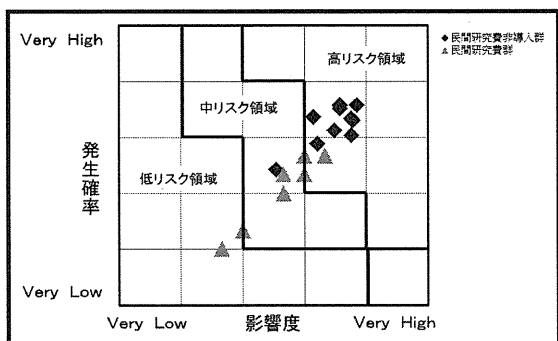 Very High
高リスク領域
◆ 民間研究費非導入群
▲ 民間研究費群
中リスク領域
発生確率
低リスク領域
Very Low
Very Low 影響度 Very High